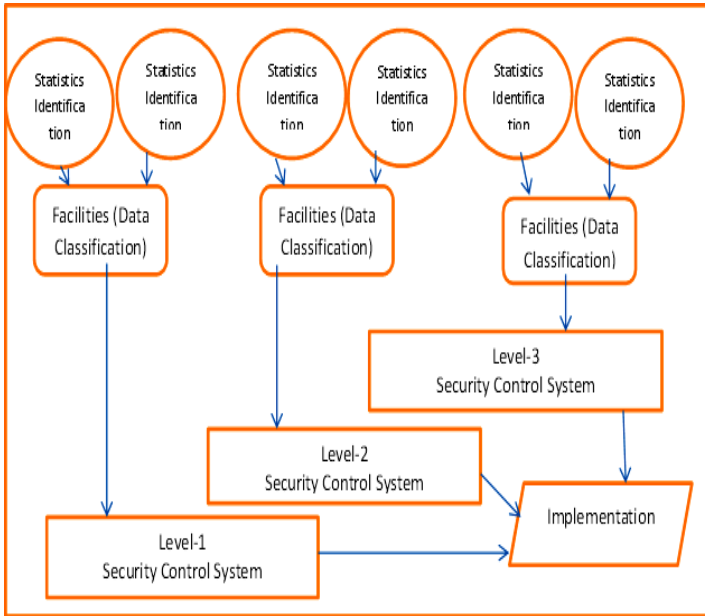 Statistics
Identifica
tion
Statistics
Identifica
tion
Statistics
Identifica
tion
Statistics
Identifica
tion
Statistics
Identifica
tion
Statistics
Identifica
tion
Facilities (Data
Classification)
Facilities (Data
Classification)
Facilities (Data
Classification)
Level-3
Security Control System
Level-2
Security Control System
Implementation
Level-1
Security Control System